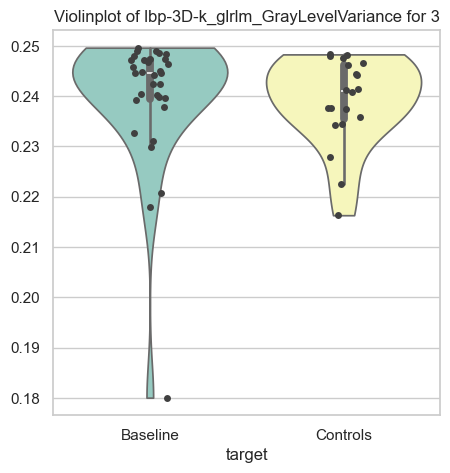 Violinplot of lbp-3D-k_glrlm_GrayLevelVariance for 3
0.25
0.24
0.23
0.22
0.21
0.20
0.19
0.18
Baseline
Controls
target